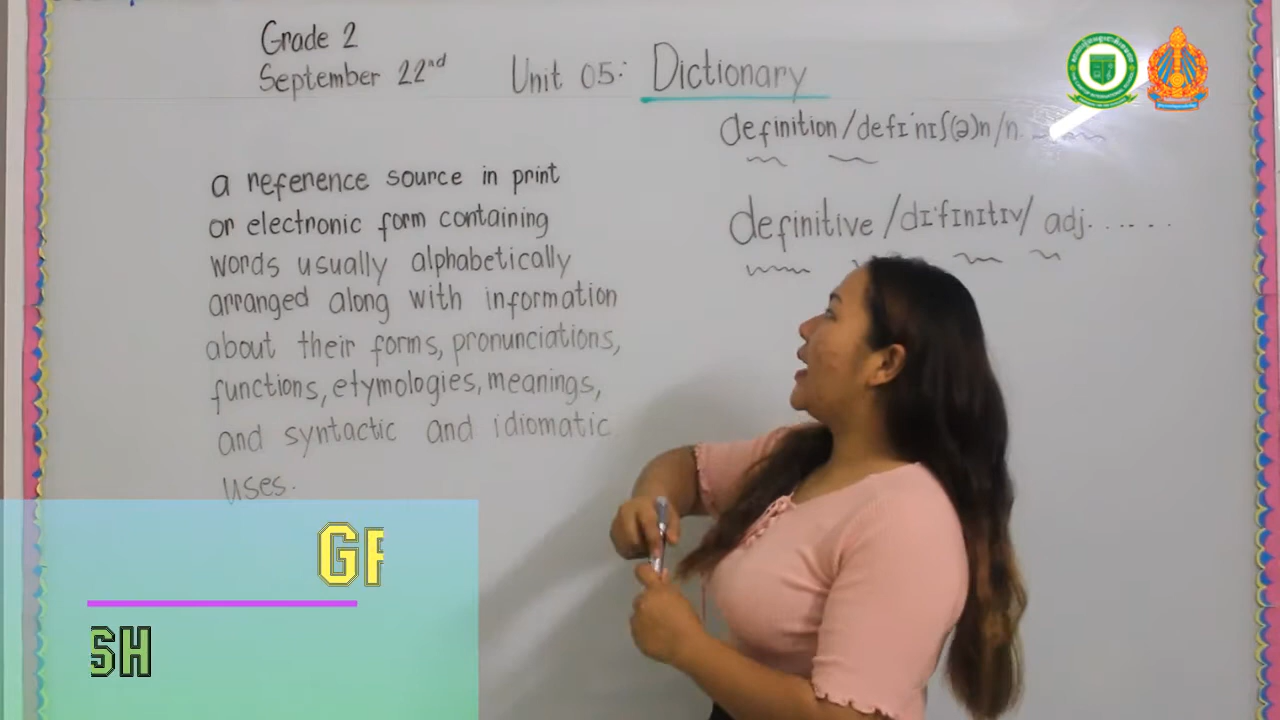 Grade 2
September 22nd
Unit 05: Dictionary
definition /defɪˈnɪʃ(ə)n/n.
definitive /dɪˈfɪnɪtɪv/ adj. . . . . .
a reference source in print
or electronic form containing
words usually alphabetically
arranged along with information
about their forms, pronunciations,
functions, etymologies, meanings,
and syntactic and idiomatic
uses.
G
SH